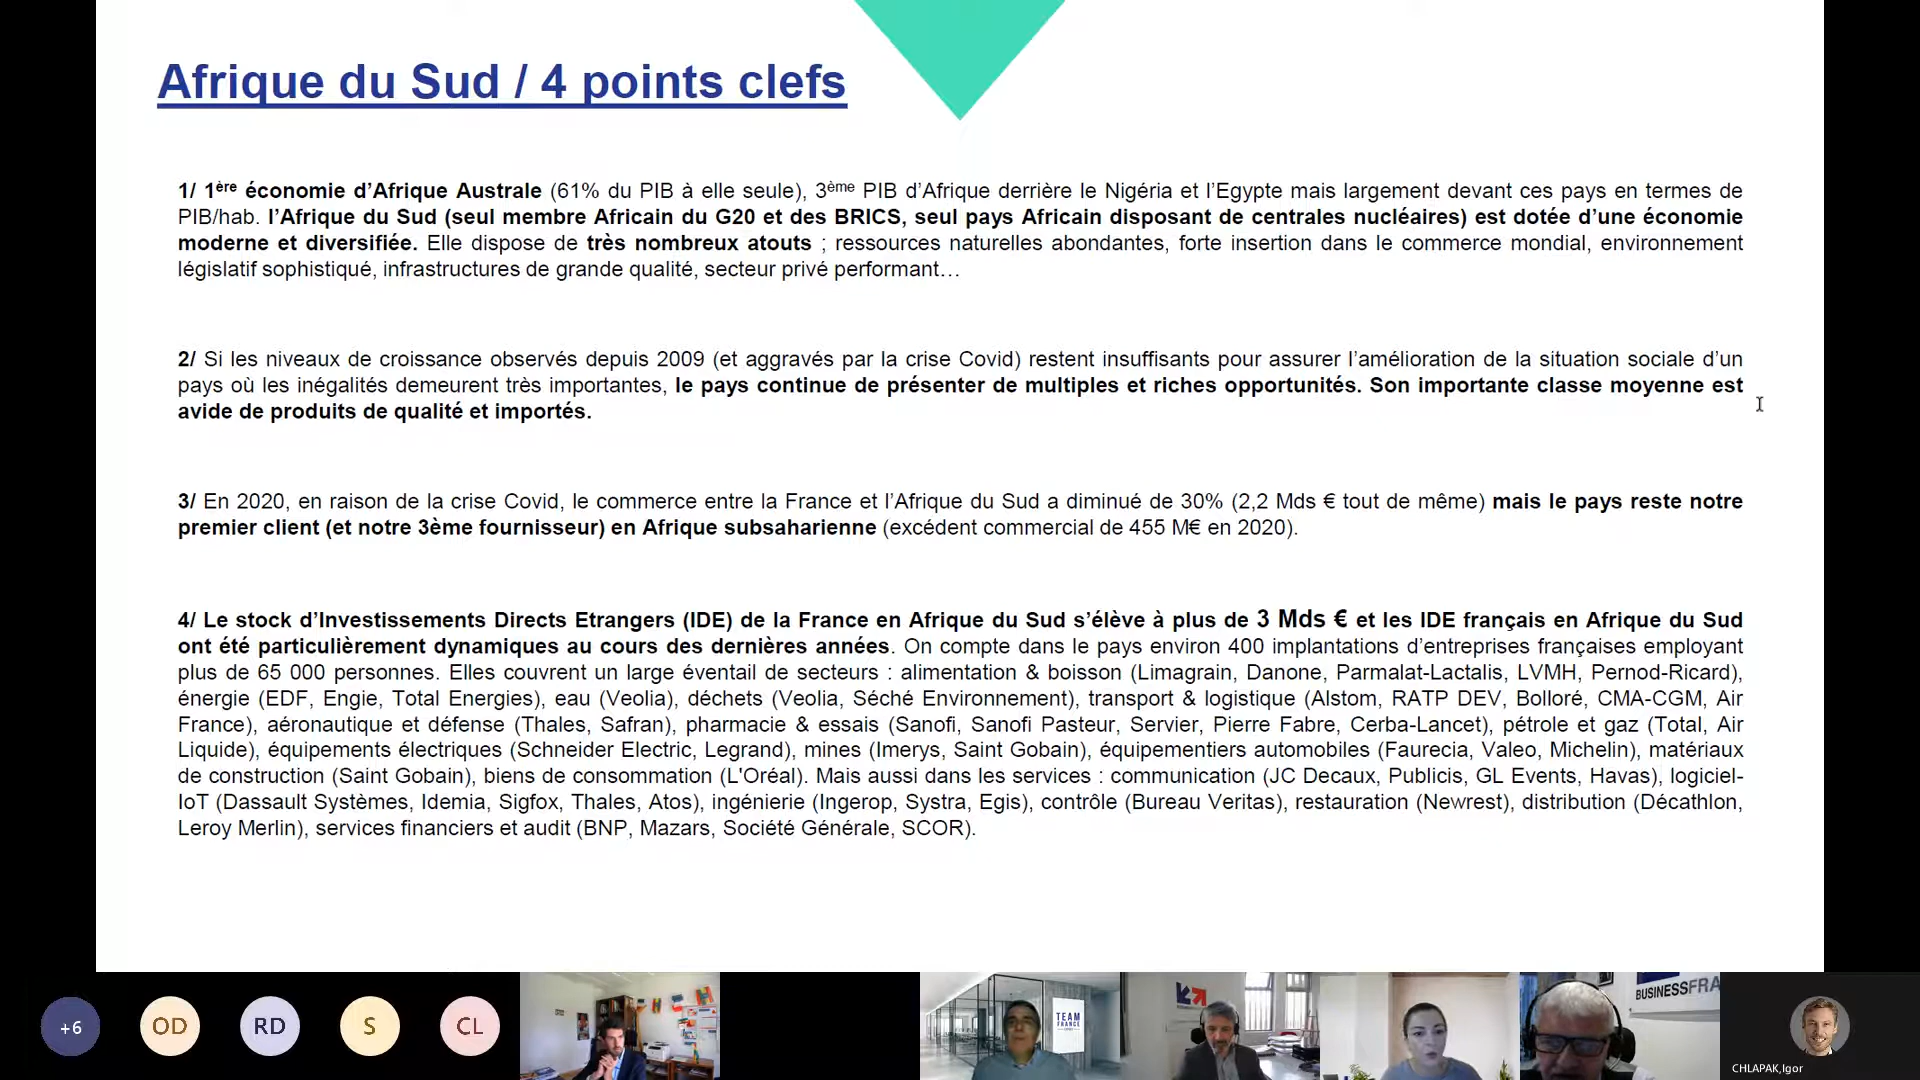 Afrique du Sud / 4 points clefs
1/ 1ère économie d’Afrique Australe (61% du PIB à elle seule), 3ème PIB d’Afrique derrière le Nigéria et l’Egypte mais largement devant ces pays en termes de
PIB/hab. l’Afrique du Sud (seul membre Africain du G20 et des BRICS, seul pays Africain disposant de centrales nucléaires) est dotée d’une économie
moderne et diversifiée. Elle dispose de très nombreux atouts ; ressources naturelles abondantes, forte insertion dans le commerce mondial, environnement
législatif sophistiqué, infrastructures de grande qualité, secteur privé performant…
2/ Si les niveaux de croissance observés depuis 2009 (et aggravés par la crise Covid) restent insuffisants pour assurer l’amélioration de la situation sociale d’un
pays où les inégalités demeurent très importantes, le pays continue de présenter de multiples et riches opportunités. Son importante classe moyenne est
avide de produits de qualité et importés.
3/ En 2020, en raison de la crise Covid, le commerce entre la France et l’Afrique du Sud a diminué de 30% (2,2 Mds € tout de même) mais le pays reste notre
premier client (et notre 3ème fournisseur) en Afrique subsaharienne (excédent commercial de 455 M€ en 2020).
4/ Le stock d’Investissements Directs Etrangers (IDE) de la France en Afrique du Sud s’élève à plus de 3 Mds € et les IDE français en Afrique du Sud
ont été particulièrement dynamiques au cours des dernières années. On compte dans le pays environ 400 implantations d’entreprises françaises employant
plus de 65 000 personnes. Elles couvrent un large éventail de secteurs : alimentation & boisson (Limagrain, Danone, Parmalat-Lactalis, LVMH, Pernod-Ricard),
énergie (EDF, Engie, Total Energies), eau (Veolia), déchets (Veolia, Séché Environnement), transport & logistique (Alstom, RATP DEV, Bolloré, CMA-CGM, Air
France), aéronautique et défense (Thales, Safran), pharmacie & essais (Sanofi, Sanofi Pasteur, Servier, Pierre Fabre, Cerba-Lancet), pétrole et gaz (Total, Air
Liquide), équipements électriques (Schneider Electric, Legrand), mines (Imerys, Saint Gobain), équipementiers automobiles (Faurecia, Valeo, Michelin), matériaux
de construction (Saint Gobain), biens de consommation (L'Oréal). Mais aussi dans les services : communication (JC Decaux, Publicis, GL Events, Havas), logiciel-
IoT (Dassault Systèmes, Idemia, Sigfox, Thales, Atos), ingénierie (Ingerop, Systra, Egis), contrôle (Bureau Veritas), restauration (Newrest), distribution (Décathlon,
Leroy Merlin), services financiers et audit (BNP, Mazars, Société Générale, SCOR).
+6
OD
RD
S
CL
TEAM
FRANCE
BUSINESSFRA
CHLAPAK,Igor